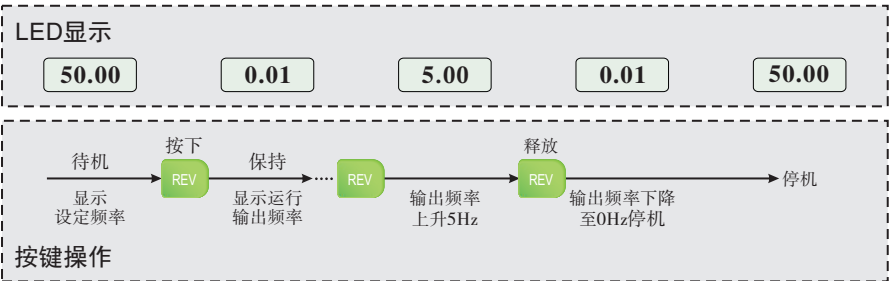 LED显示
50.00 0.01 5.00 0.01 50.00
按下 释放
待机 保持
REV ···· REV REV 停机
显示 显示运行 输出频率 输出频率下降
设定频率 输出频率 上升5Hz 至0Hz停机
按键操作